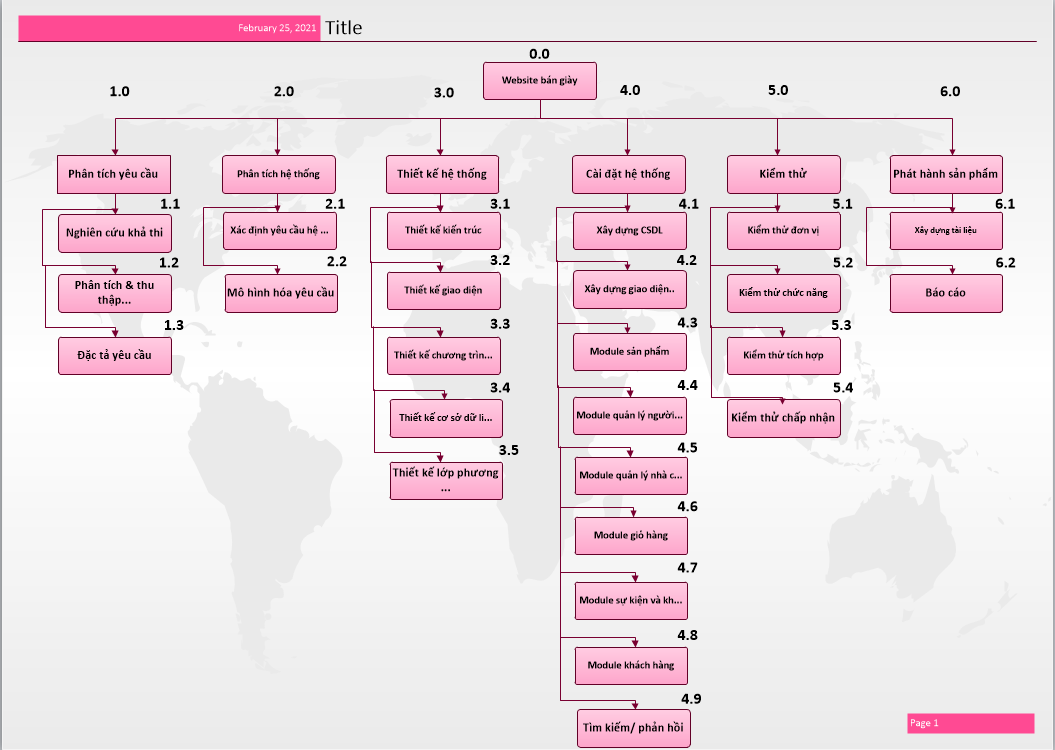 February 25, 2021
Title
0.0
Website bán giày
1.0
2.0
3.0
4.0
5.0
6.0
Phân tích yêu cầu
Phân tích hệ thống
Thiết kế hệ thống
Cài đặt hệ thống
Kiểm thử
Phát hành sản phẩm
1.1
Nghiên cứu khả thi
1.2
Phân tích & thu
thập...
1.3
Đặc tả yêu cầu
2.1
Xác định yêu cầu hệ ...
2.2
Mô hình hóa yêu cầu
3.1
Thiết kế kiến trúc
3.2
Thiết kế giao diện
3.3
Thiết kế chương trìn...
3.4
Thiết kế cơ sở dữ li...
3.5
Thiết kế lớp phương
...
4.1
Xây dựng CSDL
4.2
Xây dựng giao diện..
4.3
Module sản phẩm
4.4
Module quản lý người...
4.5
Module quản lý nhà c...
4.6
Module giỏ hàng
4.7
Module sự kiện và kh...
4.8
Module khách hàng
4.9
Tìm kiếm/ phản hồi
5.1
Kiểm thử đơn vị
5.2
Kiểm thử chức năng
5.3
Kiểm thử tích hợp
5.4
Kiểm thử chấp nhận
6.1
Xây dựng tài liệu
6.2
Báo cáo
Page 1